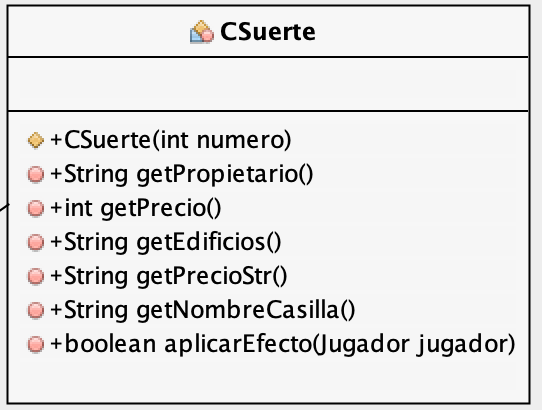 CSuerte
+CSuerte(int numero)
+String getPropietario()
+int getPrecio()
+String getEdificios()
+String getPrecioStr()
+String getNombreCasilla()
+boolean aplicarEfecto(Jugador jugador)